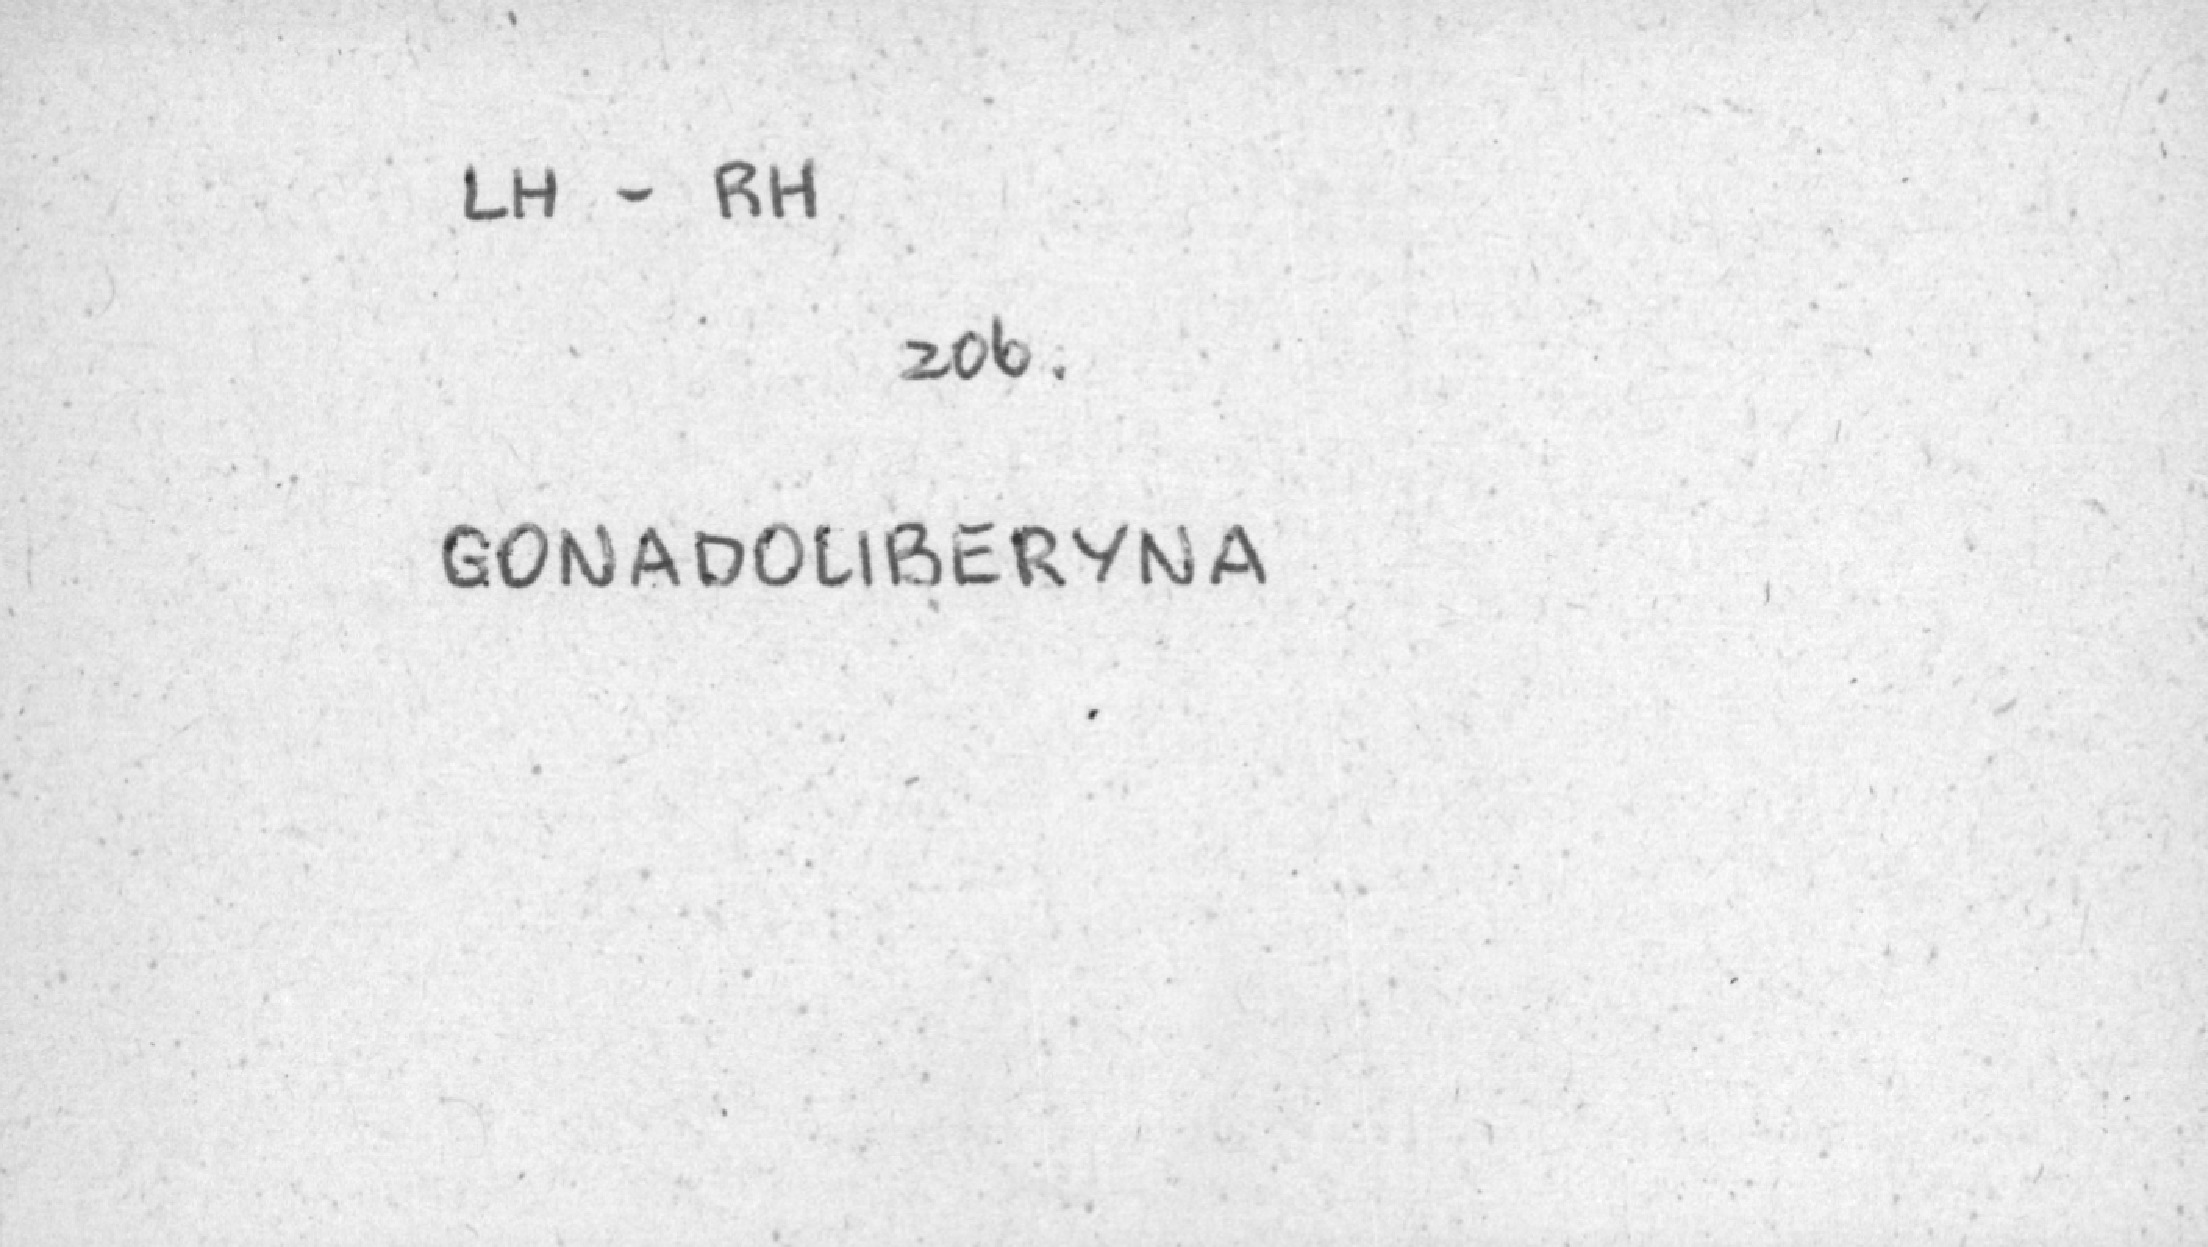 LH - RH
zob.
GONADOLIBERYNA